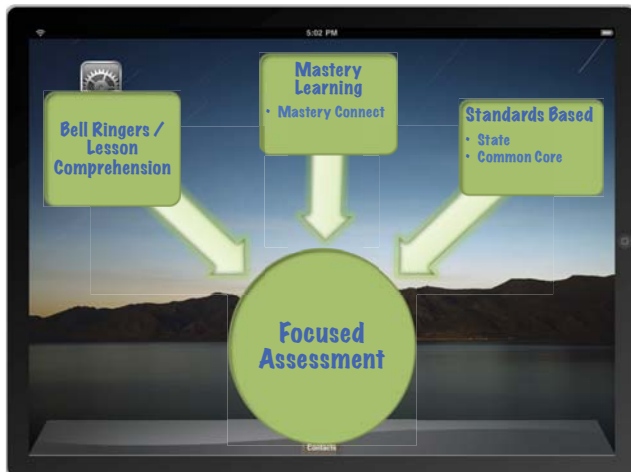 5:02 PM
Mastery
Learning
• Mastery Connect
Bell Ringers /
Lesson
Comprehension
Standards Based
• State
• Common Core
Focused
Assessment
Contacts